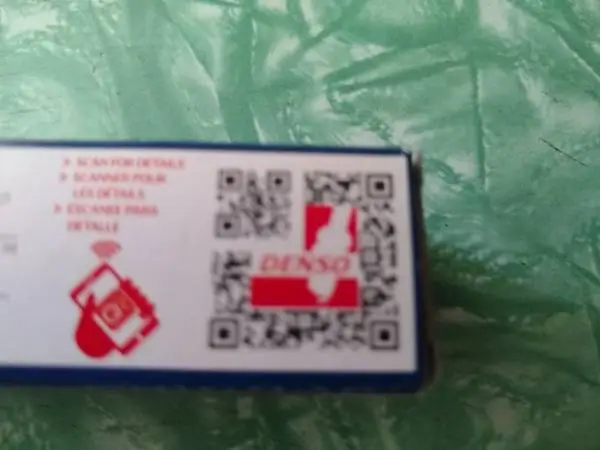 > SCAN FOR DETAILS
> SCANNER POUR
LES DÉTAILS
> ESCANEE PARA
DETALLE
DENSO